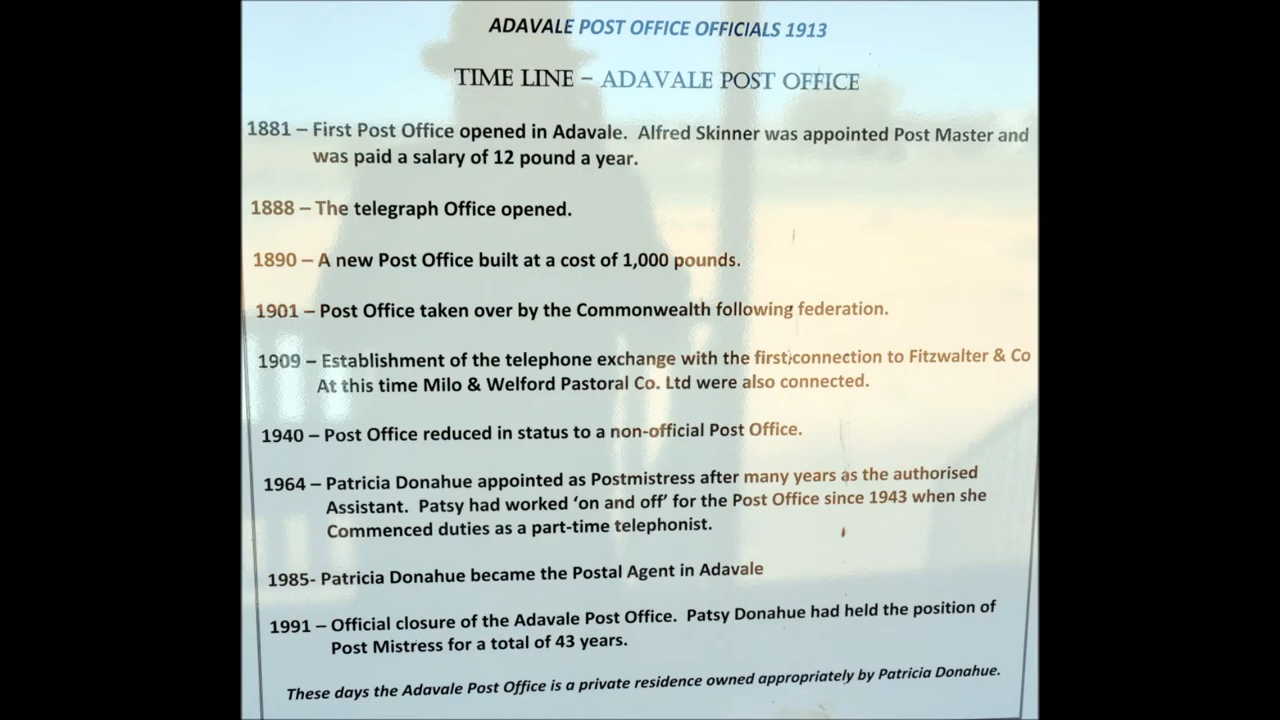 ADAVALE POST OFFICE OFFICIALS 1913
TIME LINE – ADAVALE POST OFFICE
1881 – First Post Office opened in Adavale. Alfred Skinner was appointed Post Master and
was paid a salary of 12 pound a year.
1888 – The telegraph Office opened.
1890 – A new Post Office built at a cost of 1,000 pounds.
1901 – Post Office taken over by the Commonwealth following federation.
1909 – Establishment of the telephone exchange with the first connection to Fitzwalter & Co
At this time Milo & Welford Pastoral Co. Ltd were also connected.
1940 – Post Office reduced in status to a non-official Post Office.
1964 – Patricia Donahue appointed as Postmistress after many years as the authorised
Assistant. Patsy had worked ‘on and off’ for the Post Office since 1943 when she
Commenced duties as a part-time telephonist.
1985- Patricia Donahue became the Postal Agent in Adavale
1991 – Official closure of the Adavale Post Office. Patsy Donahue had held the position of
Post Mistress for a total of 43 years.
These days the Adavale Post Office is a private residence owned appropriately by Patricia Donahue.